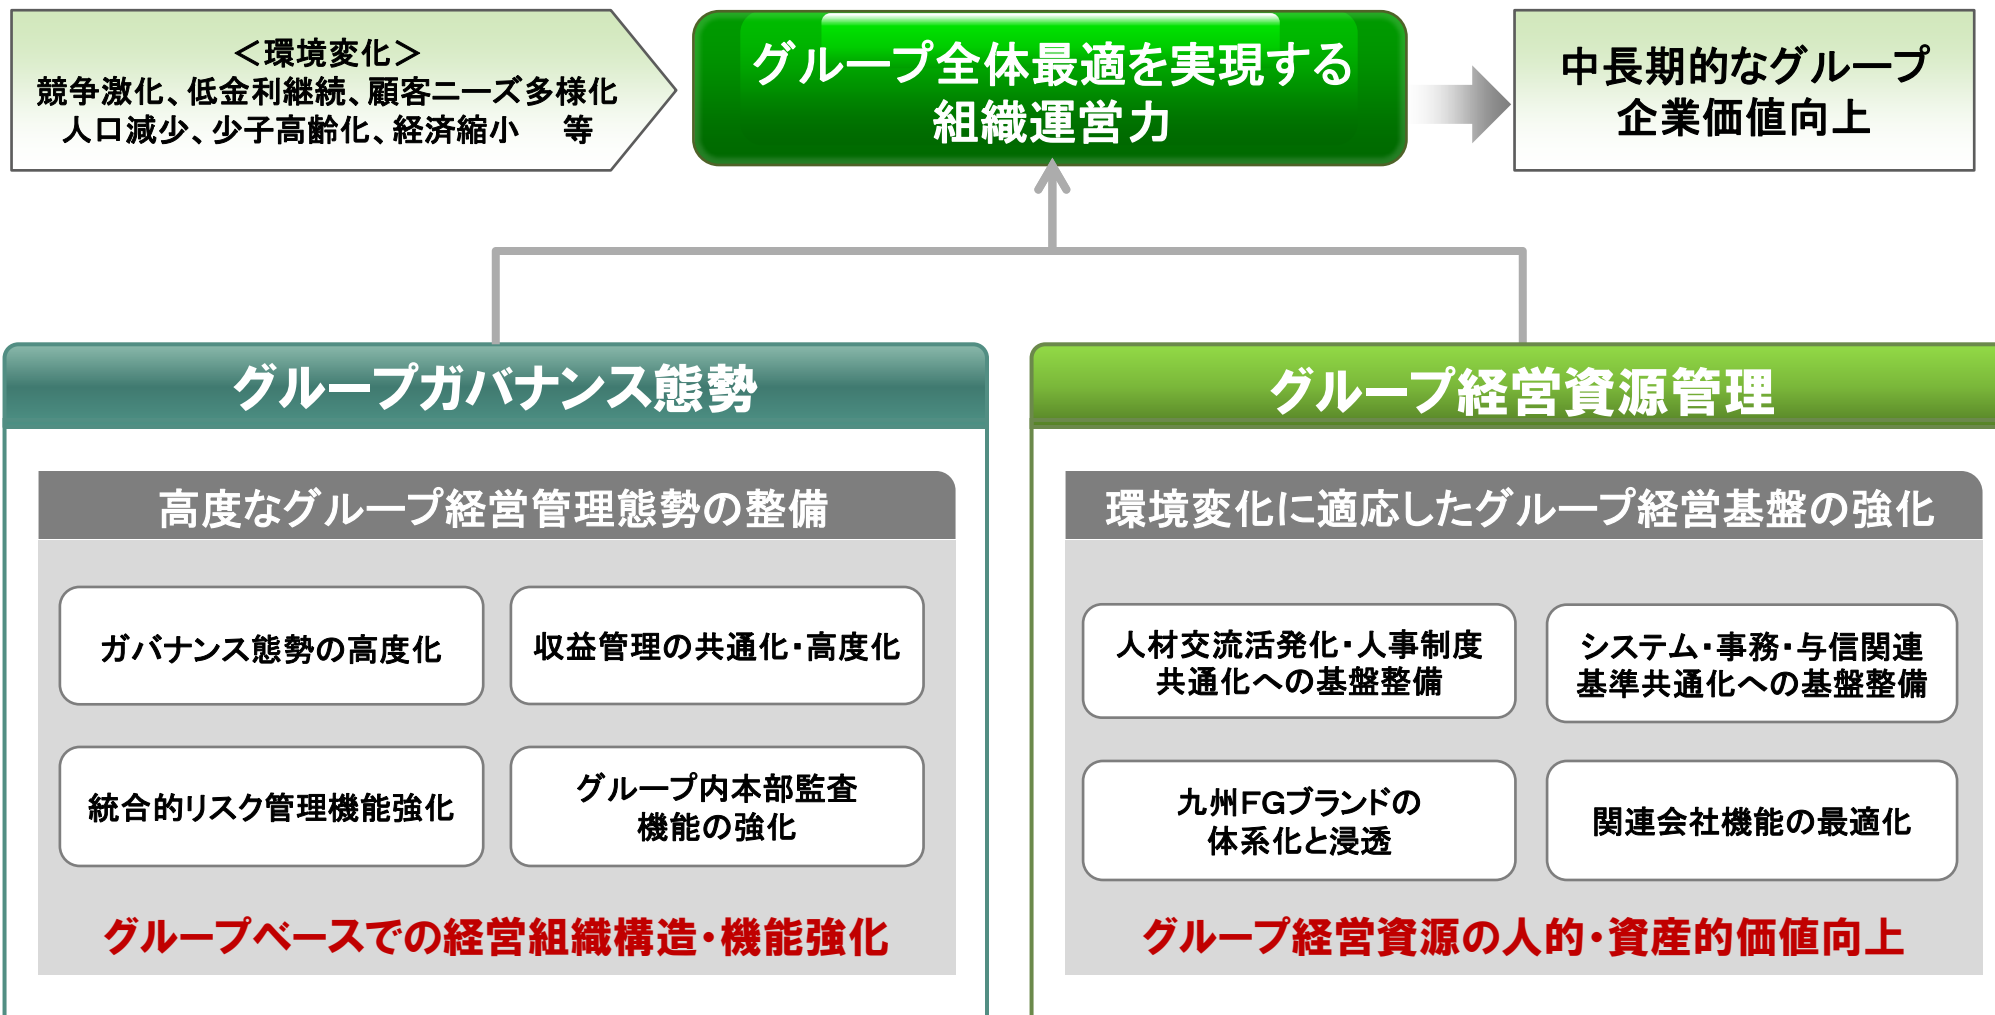 ＜環境変化＞
競争激化、低金利継続、顧客ニーズ多様化
人口減少、少子高齢化、経済縮小　等
グループ全体最適を実現する
組織運営力
中長期的なグループ
企業価値向上
グループガバナンス態勢
高度なグループ経営管理態勢の整備
ガバナンス態勢の高度化
収益管理の共通化・高度化
統合的リスク管理機能強化
グループ内本部監査
機能の強化
グループベースでの経営組織構造・機能強化
グループ経営資源管理
環境変化に適応したグループ経営基盤の強化
人材交流活発化・人事制度
共通化への基盤整備
システム・事務・与信関連
基準共通化への基盤整備
九州FGブランドの
体系化と浸透
関連会社機能の最適化
グループ経営資源の人的・資産的価値向上